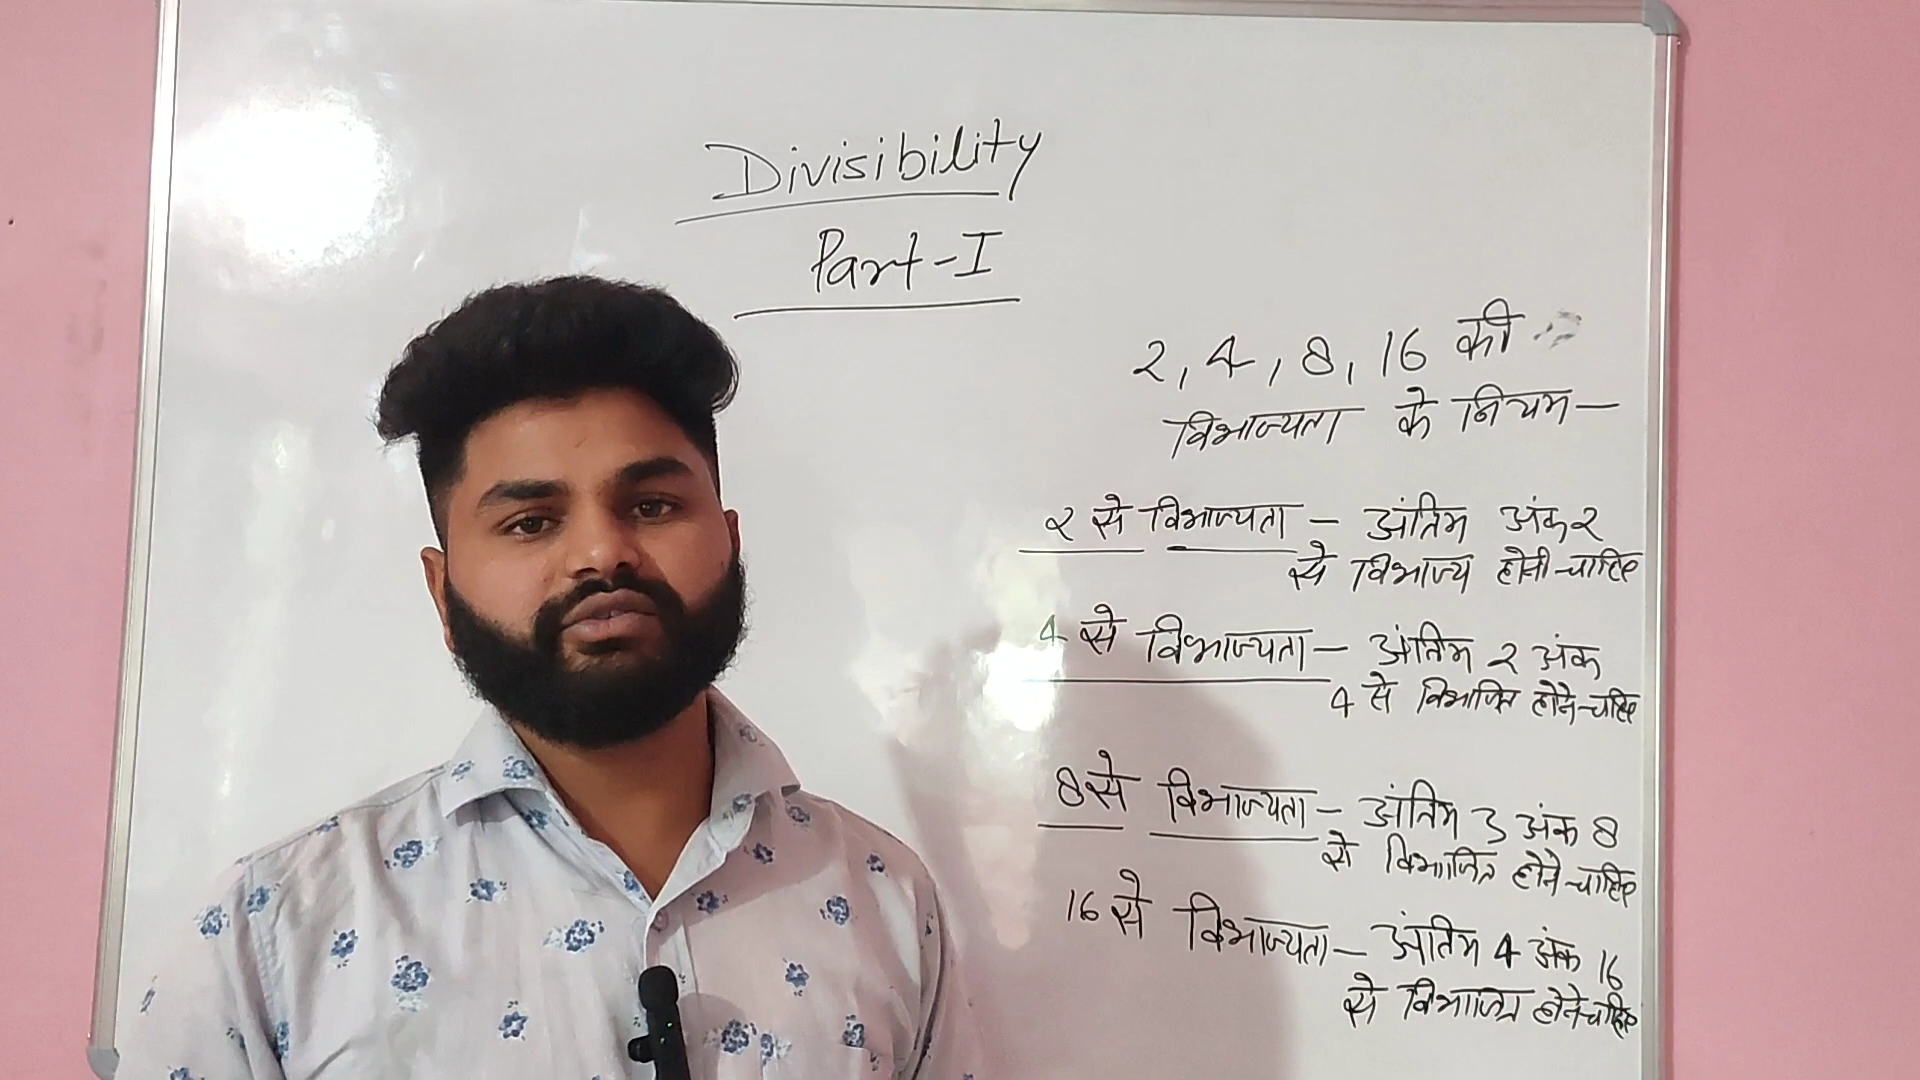 Divisibility
Part-I
2, 4, 8, 16 की
विभाज्यता के नियम—
2 से विभाज्यता — अंतिम अंक 2
से विभाज्य होनी चाहिए
4 से विभाज्यता — अंतिम 2 अंक
4 से विभाजित होने चाहिए
8 से विभाज्यता — अंतिम 3 अंक 8
से विभाजित होने चाहिए
16 से विभाज्यता — अंतिम 4 अंक 16
से विभाजित होने चाहिए